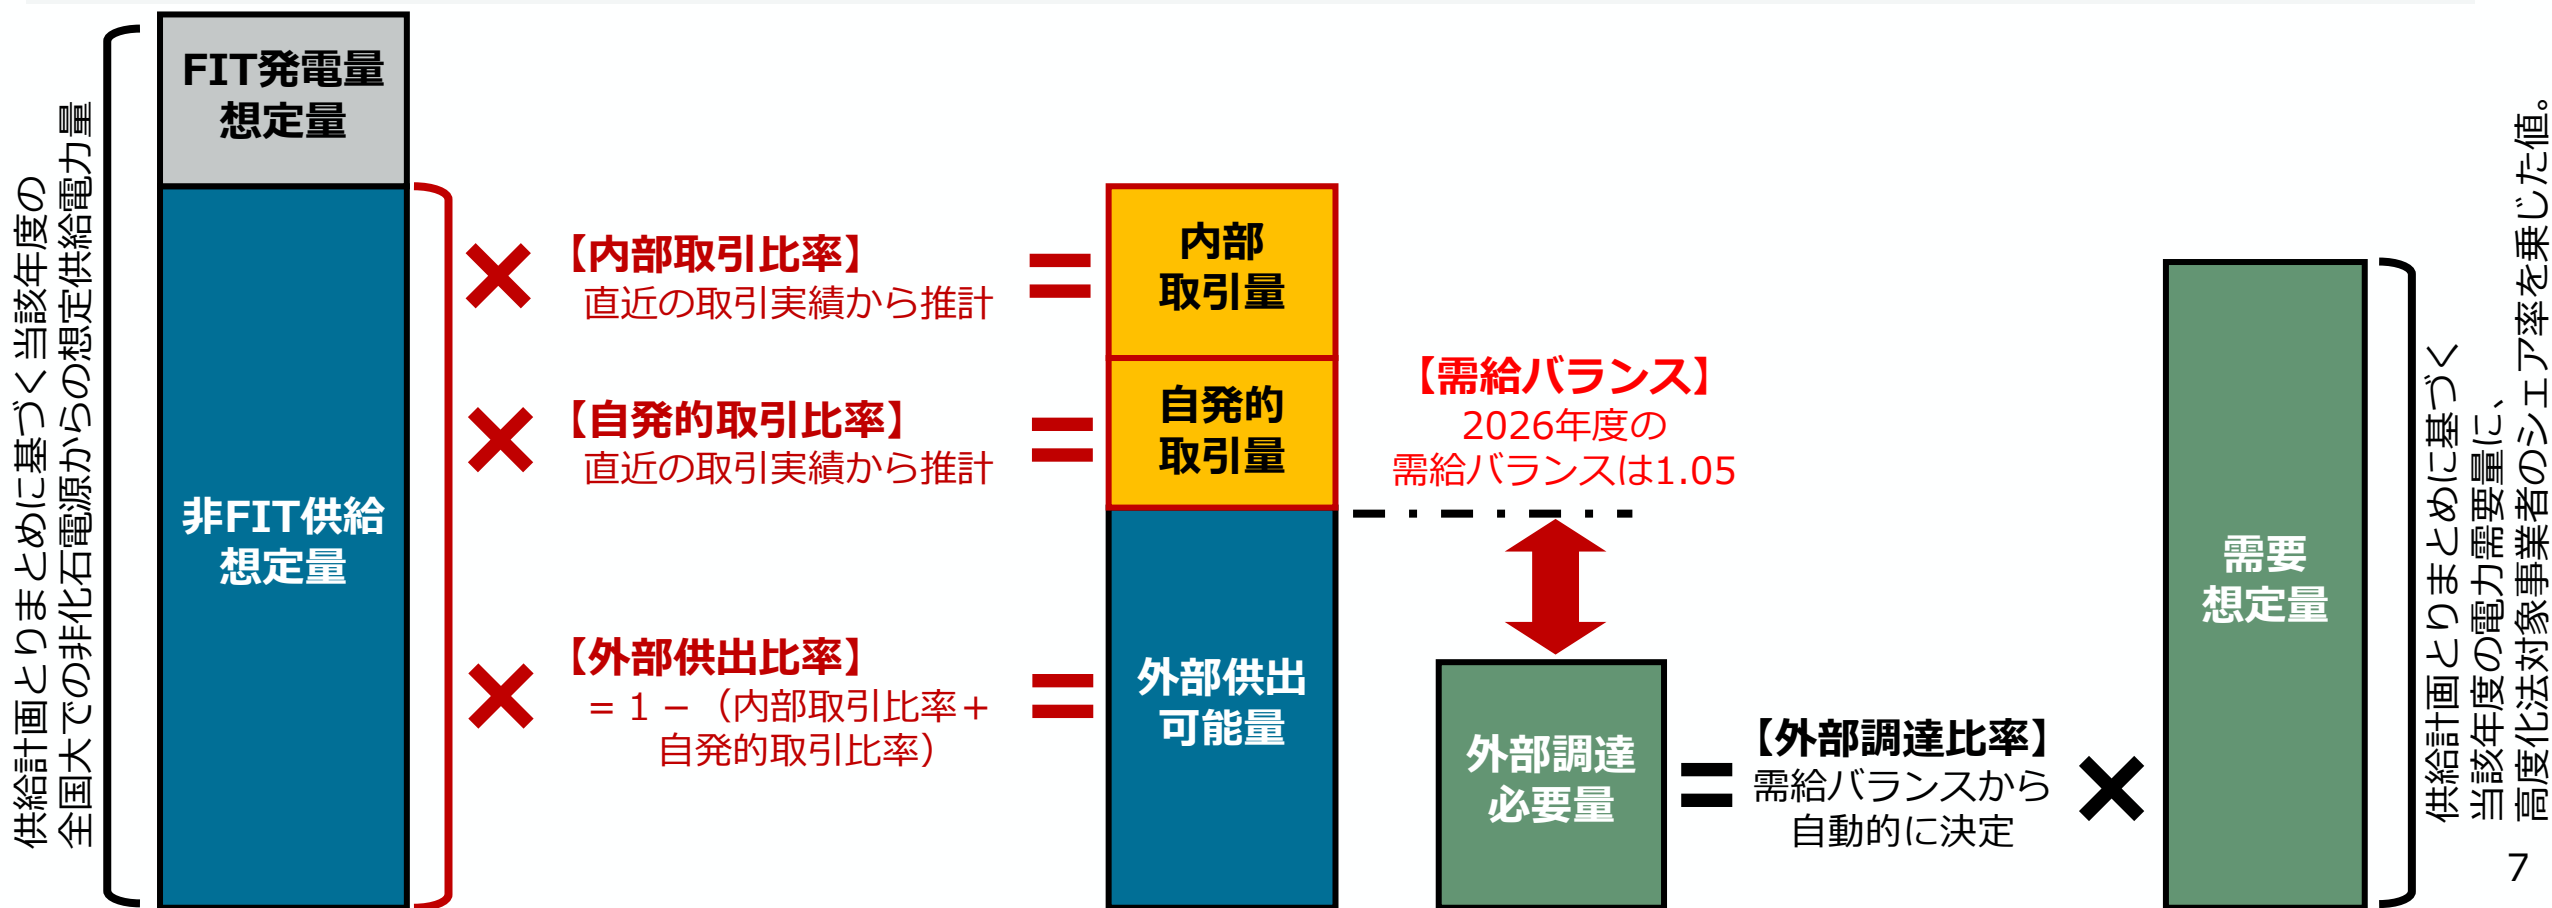 供給計画とりまとめに基づく当該年度の
全国大での非化石電源からの想定供給電力量
FIT発電量
想定量
非FIT供給
想定量
×
【内部取引比率】
直近の取引実績から推計
=
内部
取引量
×
【自発的取引比率】
直近の取引実績から推計
=
自発的
取引量
×
【外部供出比率】
= 1 − （内部取引比率＋
自発的取引比率）
=
外部供出
可能量
【需給バランス】
2026年度の
需給バランスは1.05
外部調達
必要量
=
【外部調達比率】
需給バランスから
自動的に決定
×
需要
想定量
供給計画とりまとめに基づく
当該年度の電力需要量に、
高度化法対象事業者のシェア率を乗じた値。
7